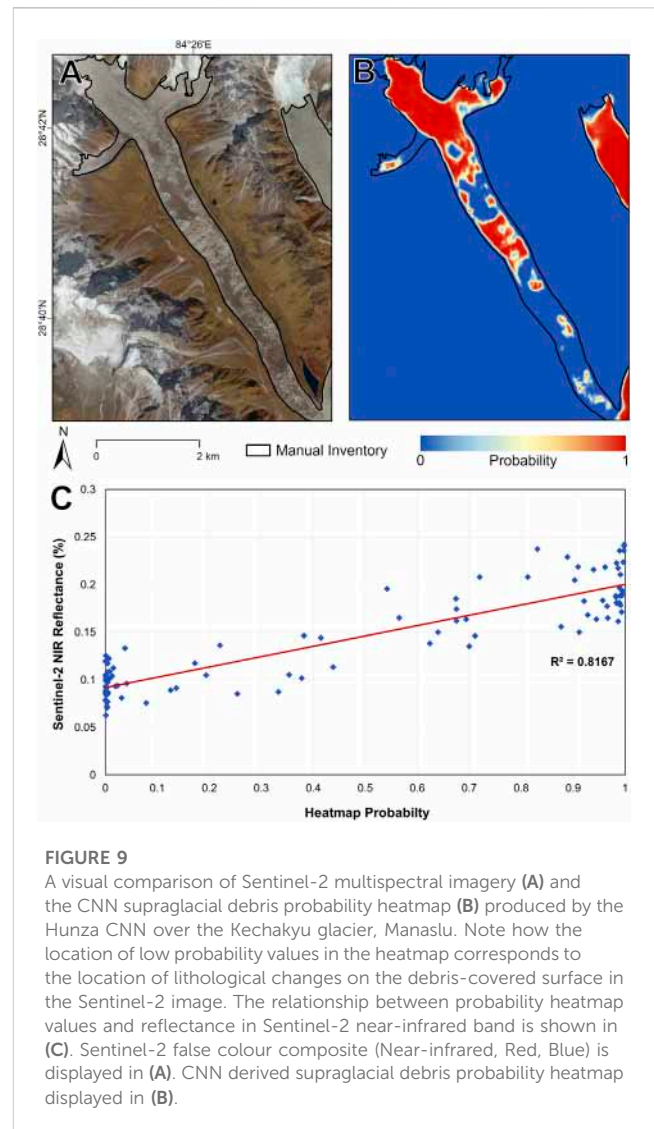 84°26'E
A
B
28°42'N
28°40'N
N
0
2 km
Manual Inventory
0
Probability
1
C
0.3
0.25
0.2
0.15
0.1
0.05
0
Sentinel-2 NIR Reflectance (%)
R² = 0.8167
0
0.1
0.2
0.3
0.4
0.5
0.6
0.7
0.8
0.9
1
Heatmap Probabilty
FIGURE 9
A visual comparison of Sentinel-2 multispectral imagery (A) and
the CNN supraglacial debris probability heatmap (B) produced by the
Hunza CNN over the Kechakyu glacier, Manaslu. Note how the
location of low probability values in the heatmap corresponds to
the location of lithological changes on the debris-covered surface in
the Sentinel-2 image. The relationship between probability heatmap
values and reflectance in Sentinel-2 near-infrared band is shown in
(C). Sentinel-2 false colour composite (Near-infrared, Red, Blue) is
displayed in (A). CNN derived supraglacial debris probability heatmap
displayed in (B).